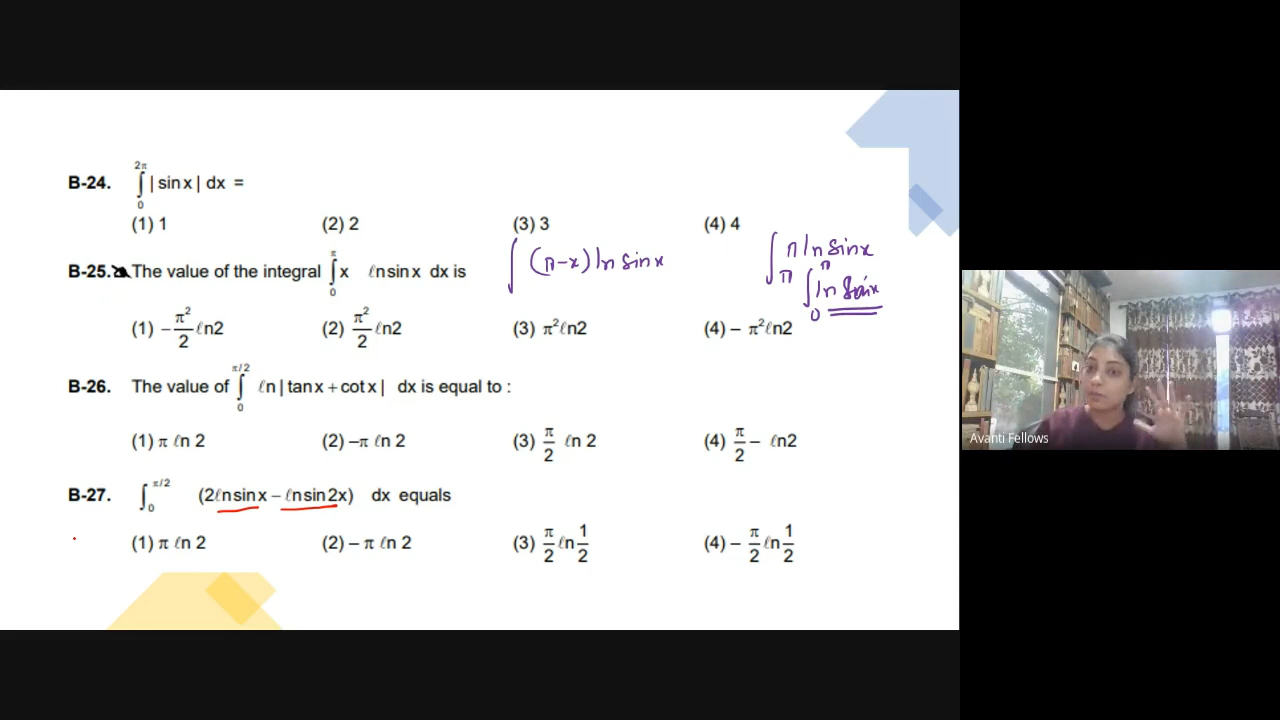 B-24. ∫₀^{2π} | sin x | dx =
(1) 1 (2) 2 (3) 3 (4) 4
B-25. The value of the integral ∫₀^{π} x ℓn sin x dx is
∫ (π-x) ln sin x
∫ π ln sin x
π ∫₀^{π} ln sin x
(1) −π²/2 ℓn2 (2) π²/2 ℓn2 (3) π²ℓn2 (4) − π²ℓn2
B-26. The value of ∫₀^{π/2} ℓn | tan x + cot x | dx is equal to :
(1) π ℓn 2 (2) −π ℓn 2 (3) π/2 ℓn 2 (4) π/2 − ℓn2
B-27. ∫₀^{π/2} (2ℓn sin x − ℓn sin 2x) dx equals
(1) π ℓn 2 (2) − π ℓn 2 (3) π/2 ℓn 1/2 (4) − π/2 ℓn 1/2
Avanti Fellows